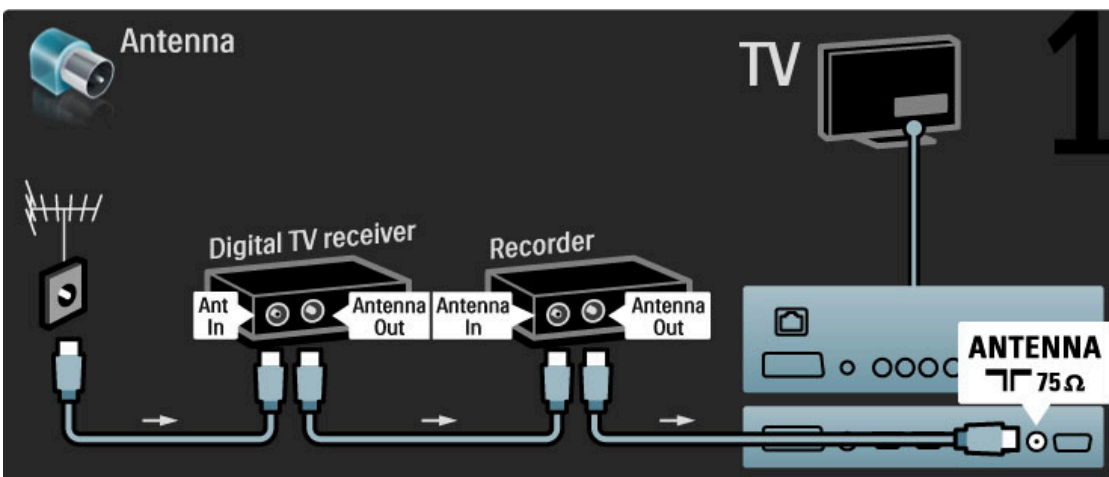 Antenna
TV
1
Digital TV receiver
Recorder
Ant
In
Antenna
Out
Antenna
In
Antenna
Out
ANTENNA
75Ω